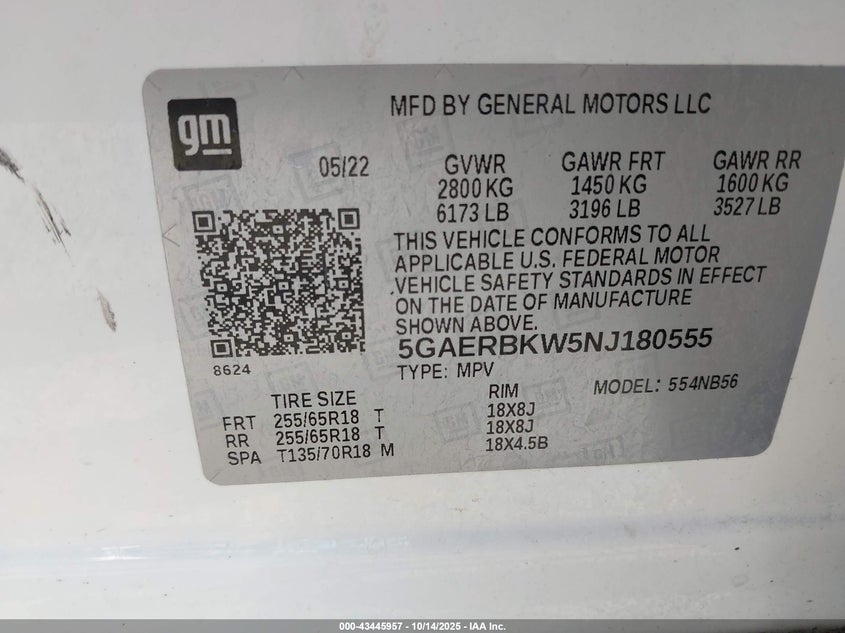 gm
MFD BY GENERAL MOTORS LLC
05/22
GVWR GAWR FRT GAWR RR
2800 KG 1450 KG 1600 KG
6173 LB 3196 LB 3527 LB
THIS VEHICLE CONFORMS TO ALL
APPLICABLE U.S. FEDERAL MOTOR
VEHICLE SAFETY STANDARDS IN EFFECT
ON THE DATE OF MANUFACTURE
SHOWN ABOVE.
5GAERBKW5NJ180555
8624
TYPE: MPV MODEL: 554NB56
TIRE SIZE RIM
FRT 255/65R18 T 18X8J
RR 255/65R18 T 18X8J
SPA T135/70R18 M 18X4.5B
000-43445957 - 10/14/2025 - IAA Inc.